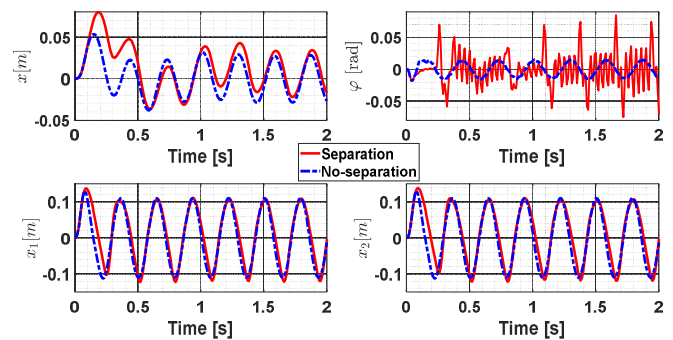 0.05
0
-0.05
x [m]
0 0.5 1 1.5 2
Time [s]
0.05
0
-0.05
φ [rad]
0 0.5 1 1.5 2
Time [s]
Separation
No-separation
0.1
0
-0.1
x₁[m]
0 0.5 1 1.5 2
Time [s]
0.1
0
-0.1
x₂[m]
0 0.5 1 1.5 2
Time [s]